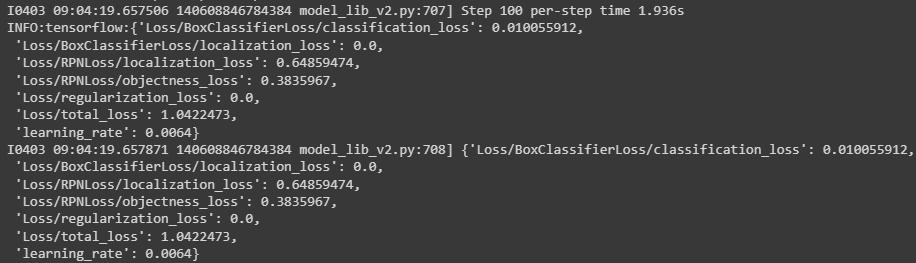 I0403 09:04:19.657506 140608846784384 model_lib_v2.py:707] Step 100 per-step time 1.936s
INFO:tensorflow:{'Loss/BoxClassifierLoss/classification_loss': 0.010055912,
'Loss/BoxClassifierLoss/localization_loss': 0.0,
'Loss/RPNLoss/localization_loss': 0.64859474,
'Loss/RPNLoss/objectness_loss': 0.3835967,
'Loss/regularization_loss': 0.0,
'Loss/total_loss': 1.0422473,
'learning_rate': 0.0064}
I0403 09:04:19.657871 140608846784384 model_lib_v2.py:708] {'Loss/BoxClassifierLoss/classification_loss': 0.010055912,
'Loss/BoxClassifierLoss/localization_loss': 0.0,
'Loss/RPNLoss/localization_loss': 0.64859474,
'Loss/RPNLoss/objectness_loss': 0.3835967,
'Loss/regularization_loss': 0.0,
'Loss/total_loss': 1.0422473,
'learning_rate': 0.0064}